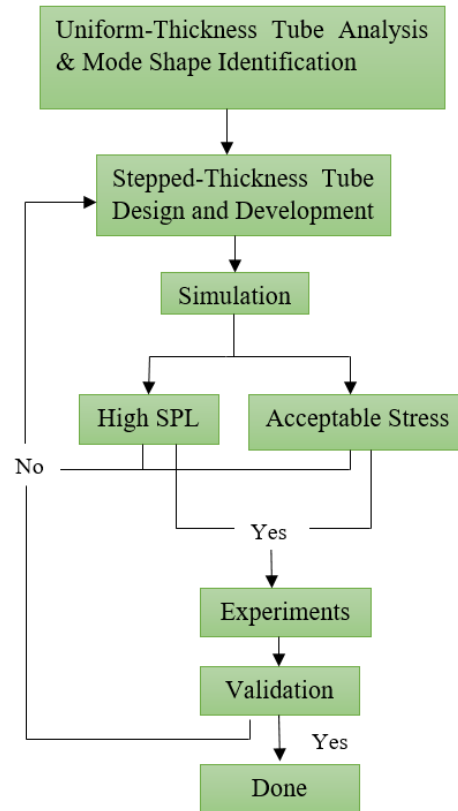 Uniform-Thickness Tube Analysis
& Mode Shape Identification
Stepped-Thickness Tube
Design and Development
Simulation
High SPL
Acceptable Stress
No
Yes
Experiments
Validation
Yes
Done